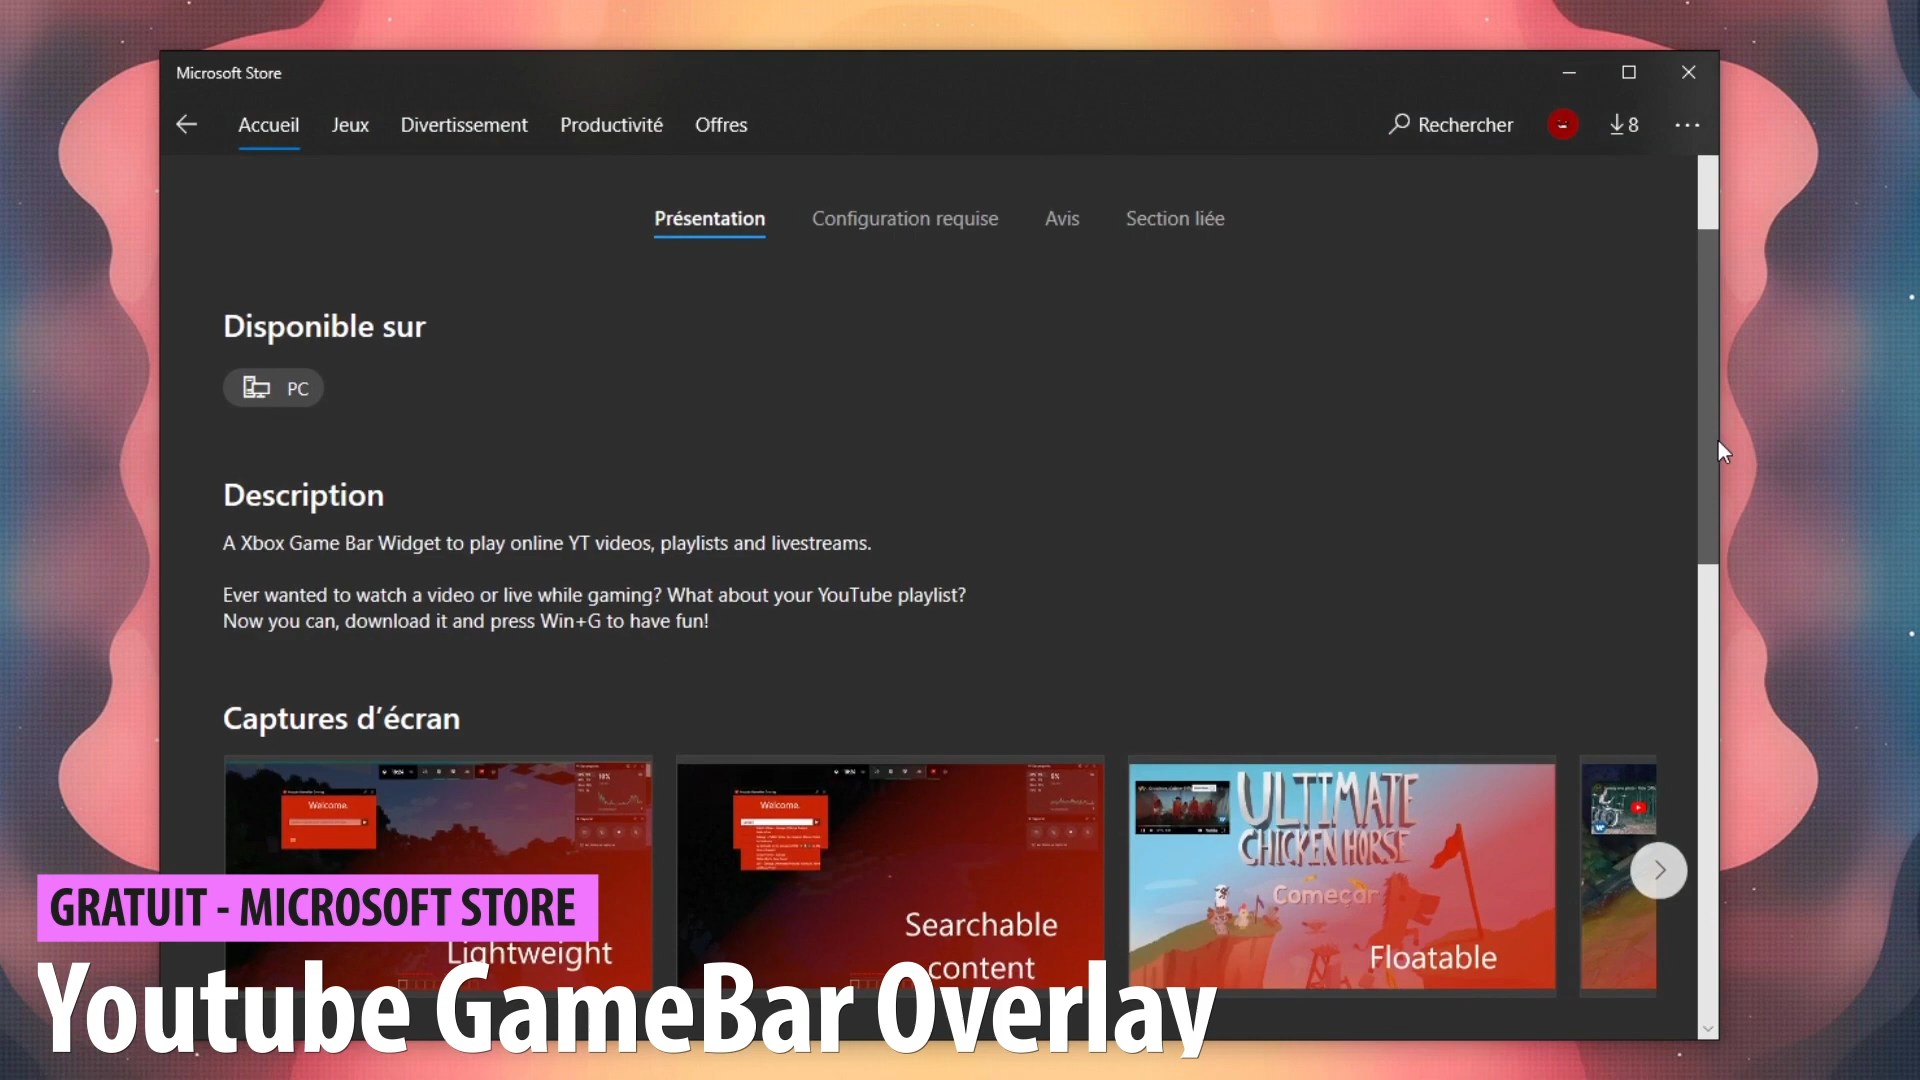 Microsoft Store
Accueil Jeux Divertissement Productivité Offres Rechercher 8
Présentation Configuration requise Avis Section liée
Disponible sur
PC
Description
A Xbox Game Bar Widget to play online YT videos, playlists and livestreams.
Ever wanted to watch a video or live while gaming? What about your YouTube playlist?
Now you can, download it and press Win+G to have fun!
Captures d’écran
Welcome.
Lightweight
Welcome.
Searchable
content
ULTIMATE
CHICKEN HORSE
Começar
Floatable
GRATUIT - MICROSOFT STORE
Youtube GameBar Overlay